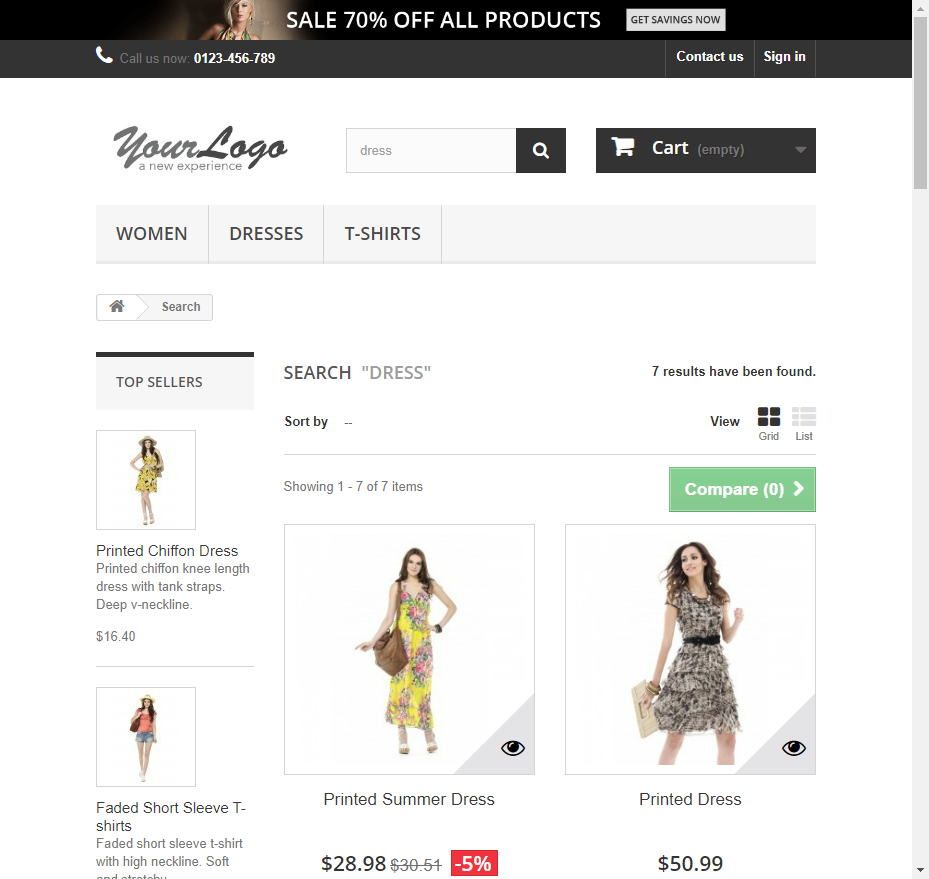 SALE 70% OFF ALL PRODUCTS
GET SAVINGS NOW
Call us now: 0123-456-789
Contact us
Sign in
YourLogo
a new experience
dress
Cart (empty)
WOMEN
DRESSES
T-SHIRTS
Search
TOP SELLERS
Printed Chiffon Dress
Printed chiffon knee length
dress with tank straps.
Deep v-neckline.
$16.40
Faded Short Sleeve T-
shirts
Faded short sleeve t-shirt
with high neckline. Soft
and stretchy
SEARCH "DRESS"
7 results have been found.
Sort by --
View
Grid
List
Showing 1 - 7 of 7 items
Compare (0)
Printed Summer Dress
$28.98 $30.51 -5%
Printed Dress
$50.99